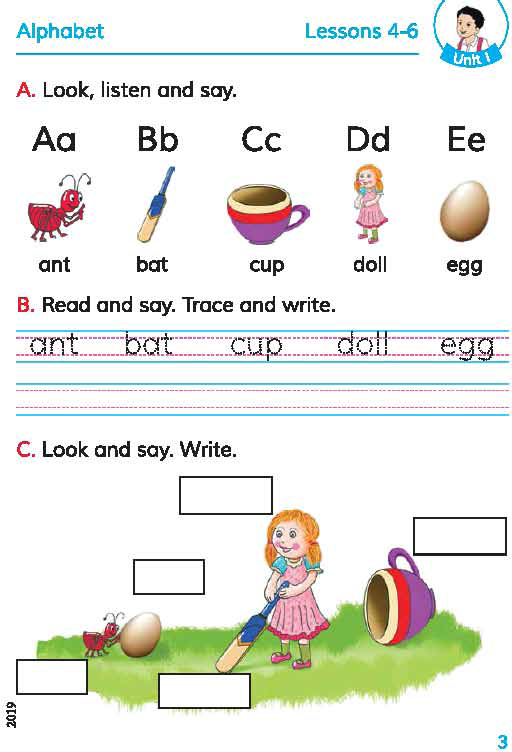 Alphabet Lessons 4-6
Unit 1
A. Look, listen and say.
Aa Bb Cc Dd Ee
ant bat cup doll egg
B. Read and say. Trace and write.
ant bat cup doll egg
C. Look and say. Write.
2019
3